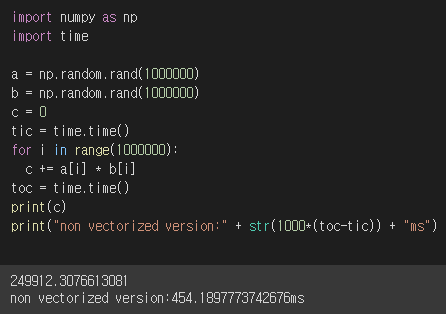 import numpy as np
import time

a = np.random.rand(1000000)
b = np.random.rand(1000000)
c = 0
tic = time.time()
for i in range(1000000):
  c += a[i] * b[i]
toc = time.time()
print(c)
print("non vectorized version:" + str(1000*(toc-tic)) + "ms")

249912.3076613081
non vectorized version:454.1897773742676ms